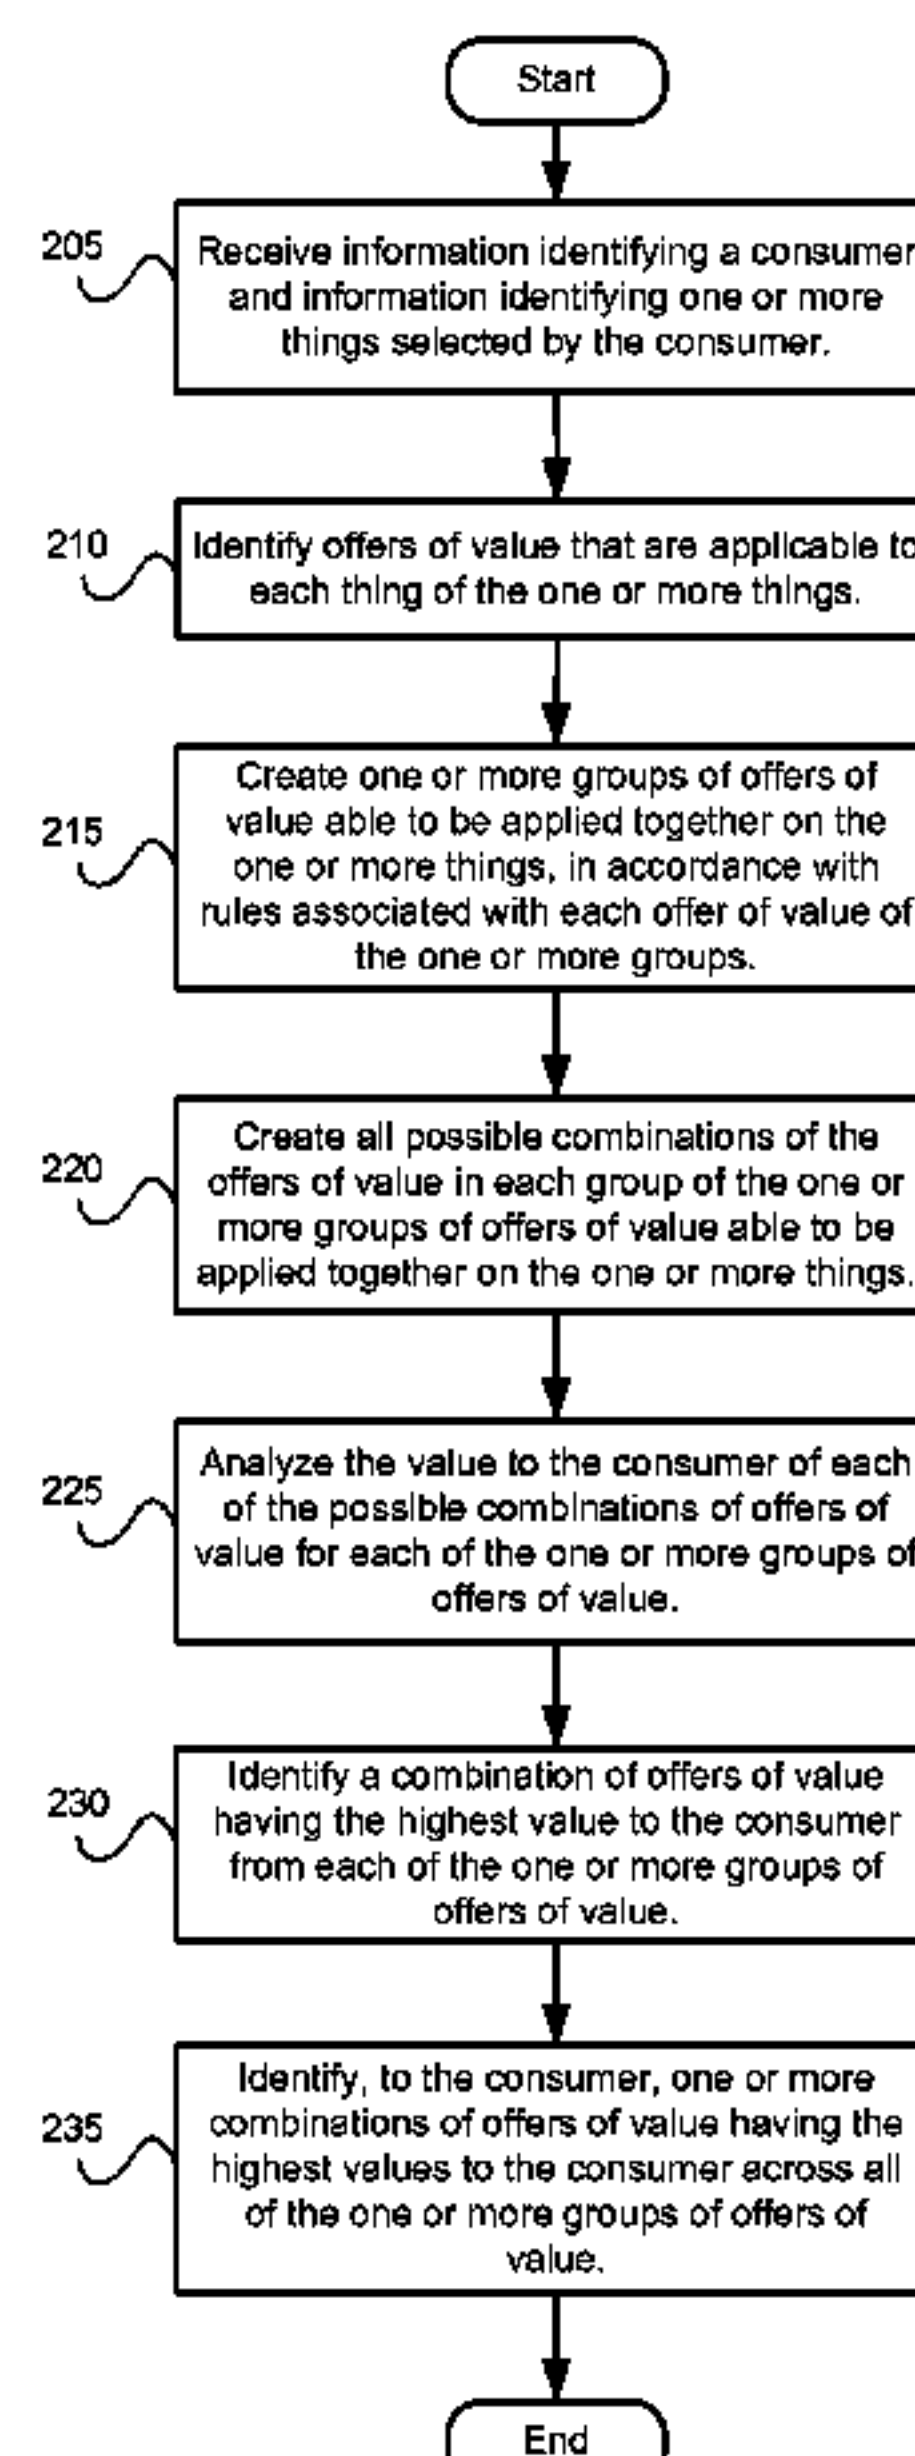 Start
205
Receive information identifying a consumer
and information identifying one or more
things selected by the consumer.
210
Identify offers of value that are applicable to
each thing of the one or more things.
215
Create one or more groups of offers of
value able to be applied together on the
one or more things, in accordance with
rules associated with each offer of value of
the one or more groups.
220
Create all possible combinations of the
offers of value in each group of the one or
more groups of offers of value able to be
applied together on the one or more things.
225
Analyze the value to the consumer of each
of the possible combinations of offers of
value for each of the one or more groups of
offers of value.
230
Identify a combination of offers of value
having the highest value to the consumer
from each of the one or more groups of
offers of value.
235
Identify, to the consumer, one or more
combinations of offers of value having the
highest values to the consumer across all
of the one or more groups of offers of
value.
End